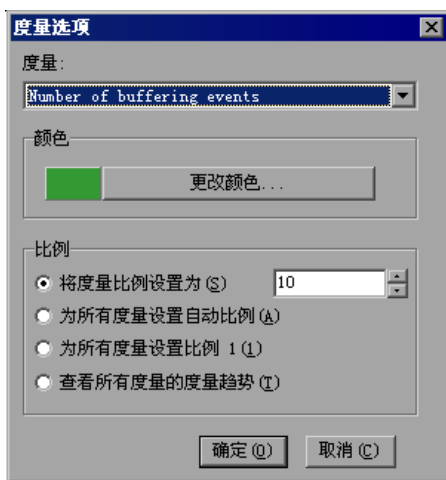 度量选项
度量:
Number of buffering events
颜色
更改颜色...
比例
将度量比例设置为(S) 10
为所有度量设置自动比例(A)
为所有度量设置比例 1(1)
查看所有度量的度量趋势(T)
确定(O) 取消(C)